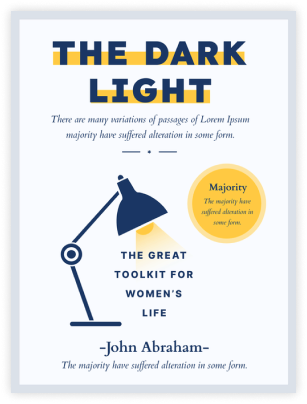 THE DARK
LIGHT
There are many variations of passages of Lorem Ipsum
majority have suffered alteration in some form.
Majority
The majority have
suffered alteration in
some form.
THE GREAT
TOOLKIT FOR
WOMEN'S
LIFE
-John Abraham-
The majority have suffered alteration in some form.